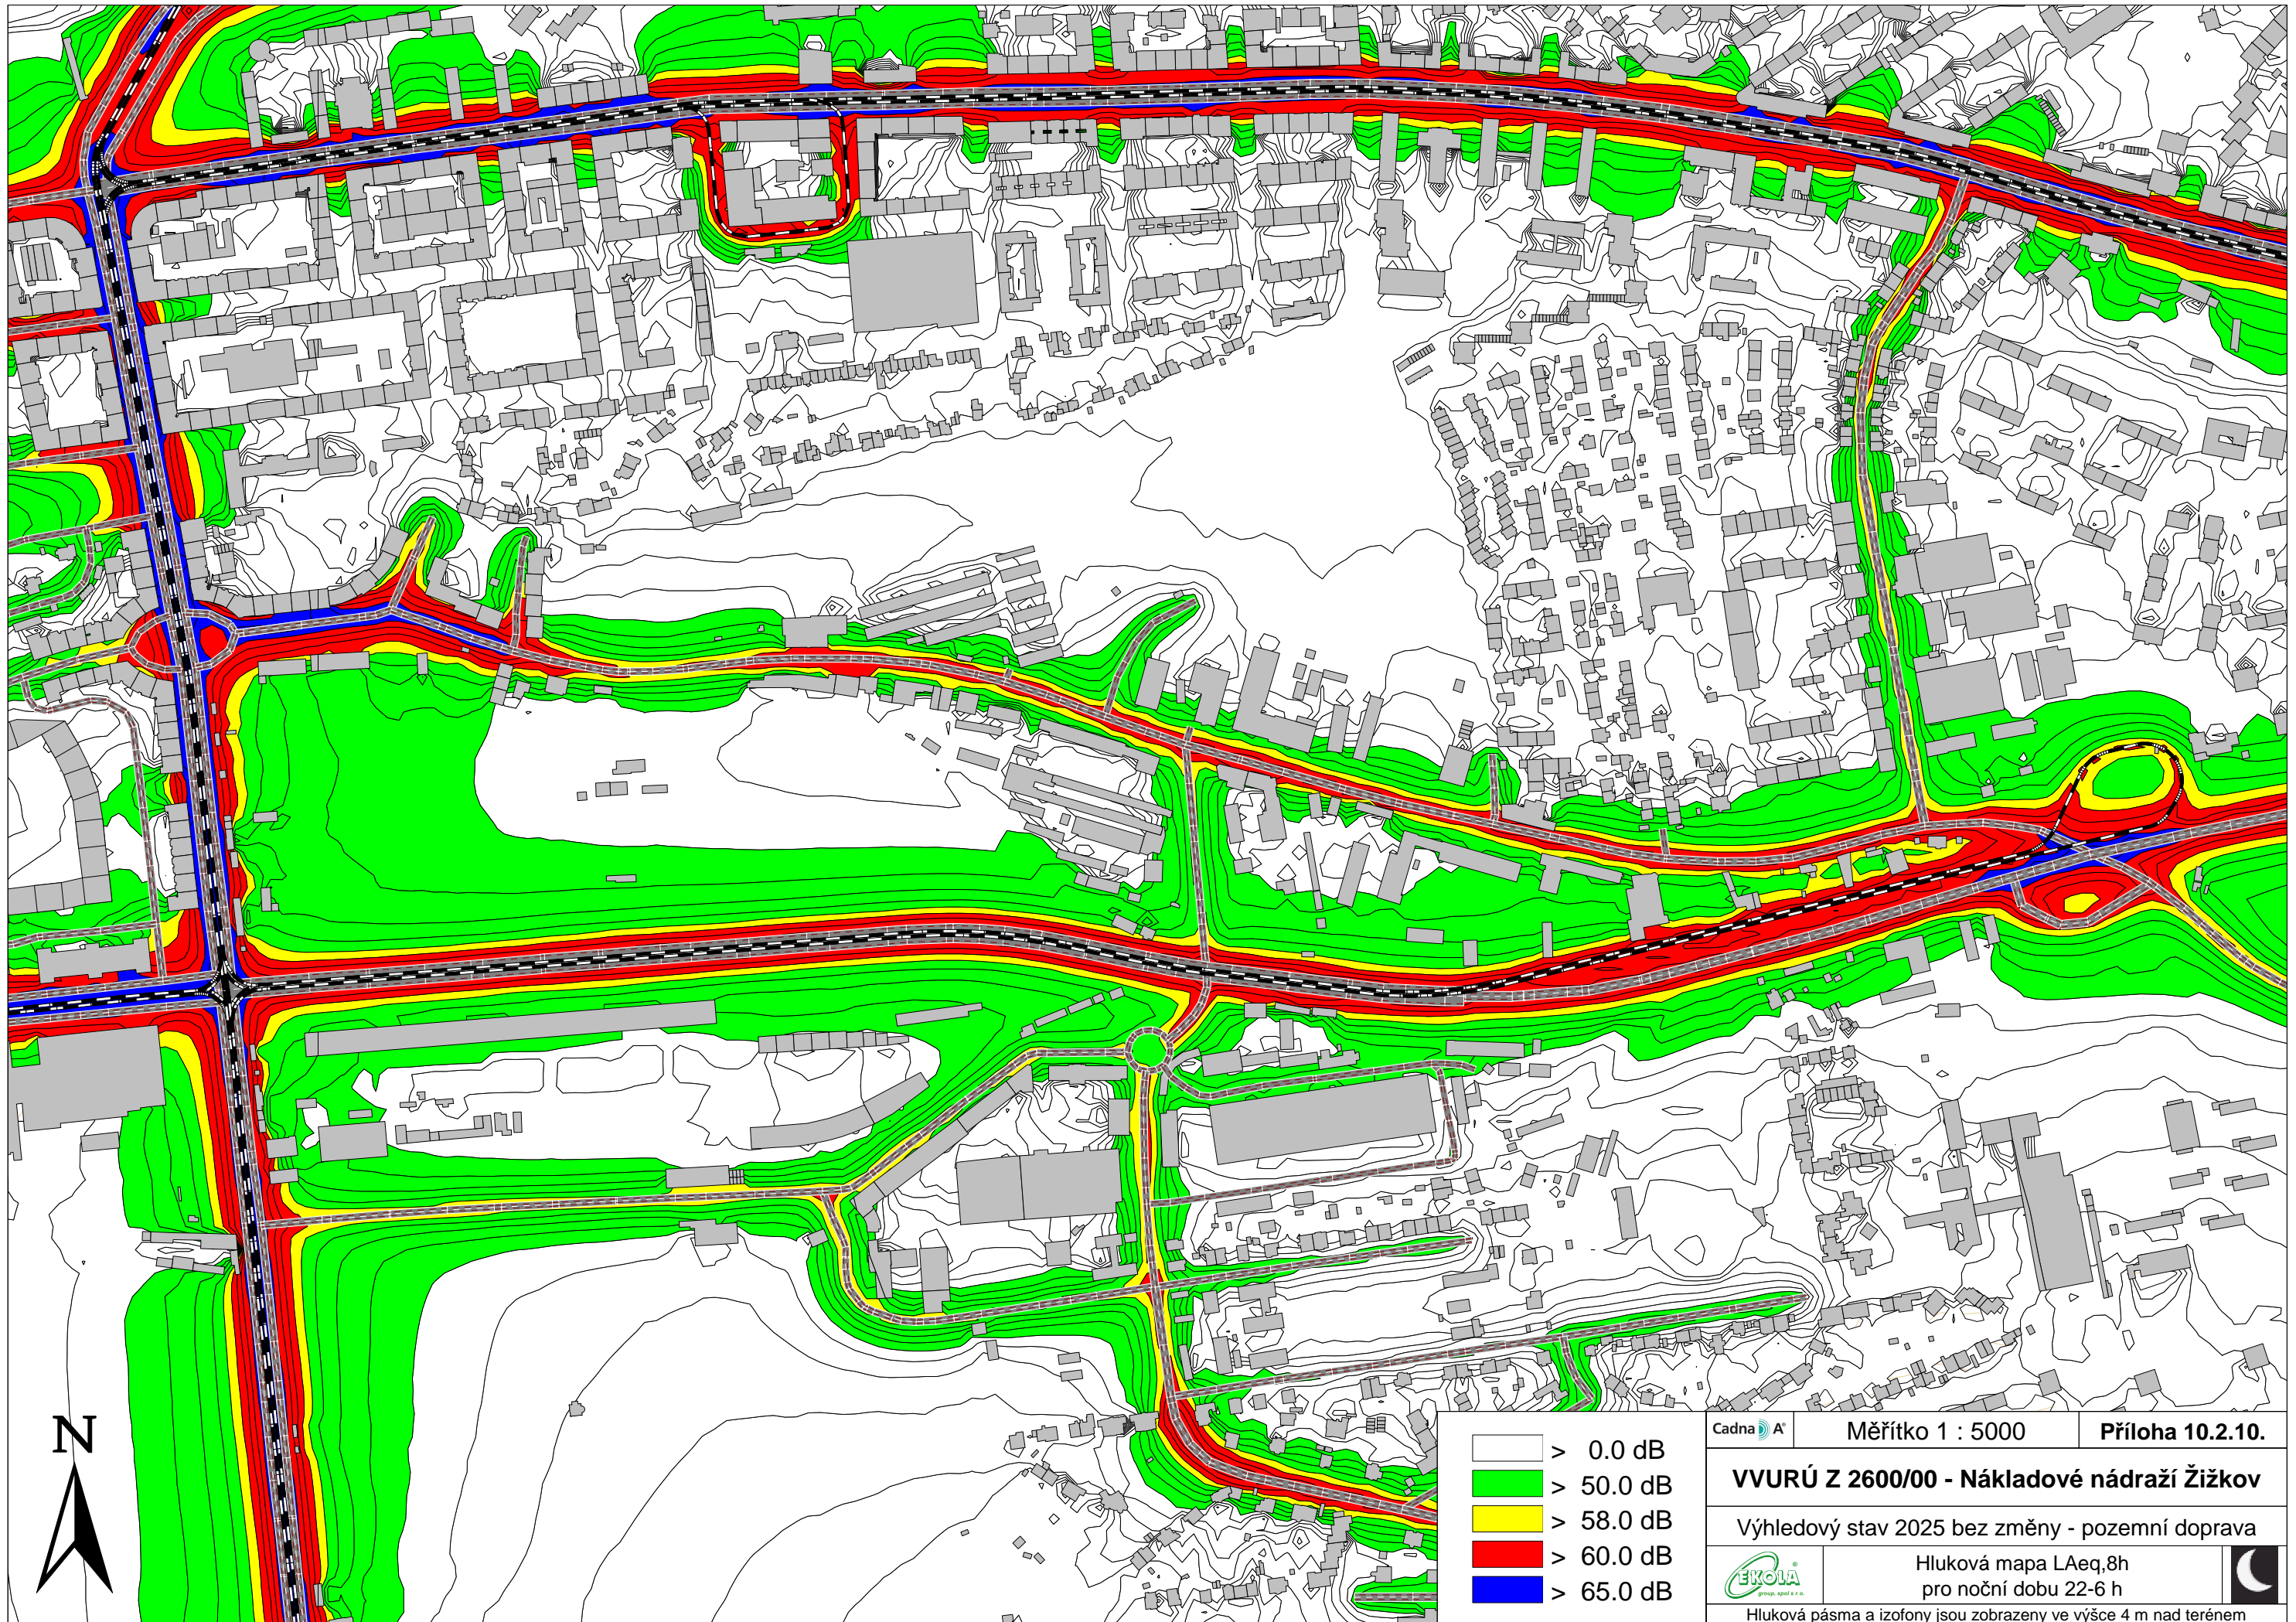 N
> 0.0 dB
> 50.0 dB
> 58.0 dB
> 60.0 dB
> 65.0 dB
Cadna A®
Měřítko 1 : 5000
Příloha 10.2.10.
VVURÚ Z 2600/00 - Nákladové nádraží Žižkov
Výhledový stav 2025 bez změny - pozemní doprava
EKOLA ®
group, spol s r.o.
Hluková mapa LAeq,8h
pro noční dobu 22-6 h
Hluková pásma a izofony jsou zobrazeny ve výšce 4 m nad terénem